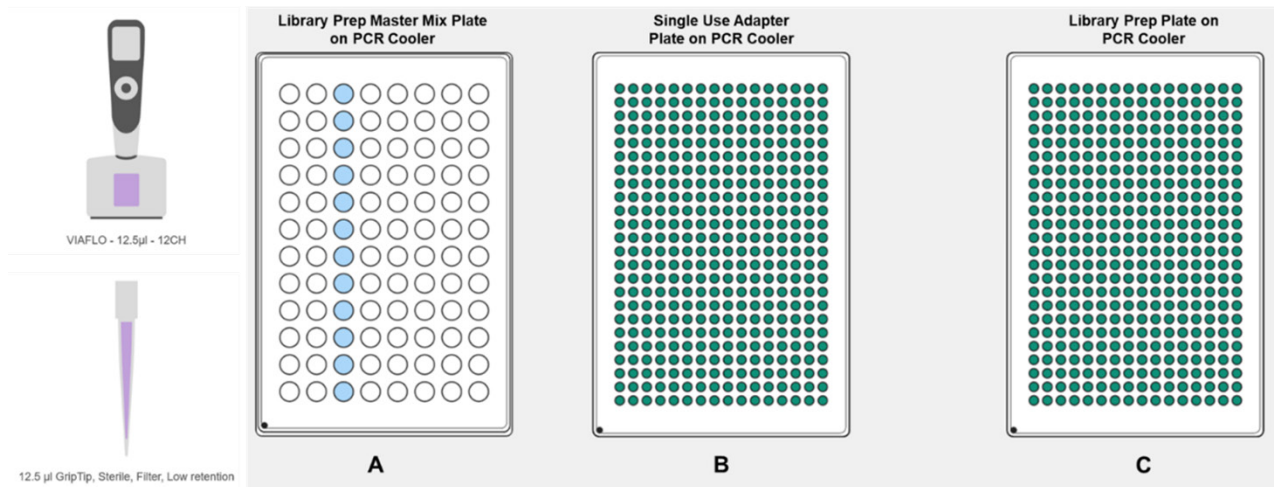 Library Prep Master Mix Plate
on PCR Cooler
Single Use Adapter
Plate on PCR Cooler
Library Prep Plate on
PCR Cooler
VIAFLO - 12.5µl - 12CH
12.5 µl GripTip, Sterile, Filter, Low retention
A
B
C